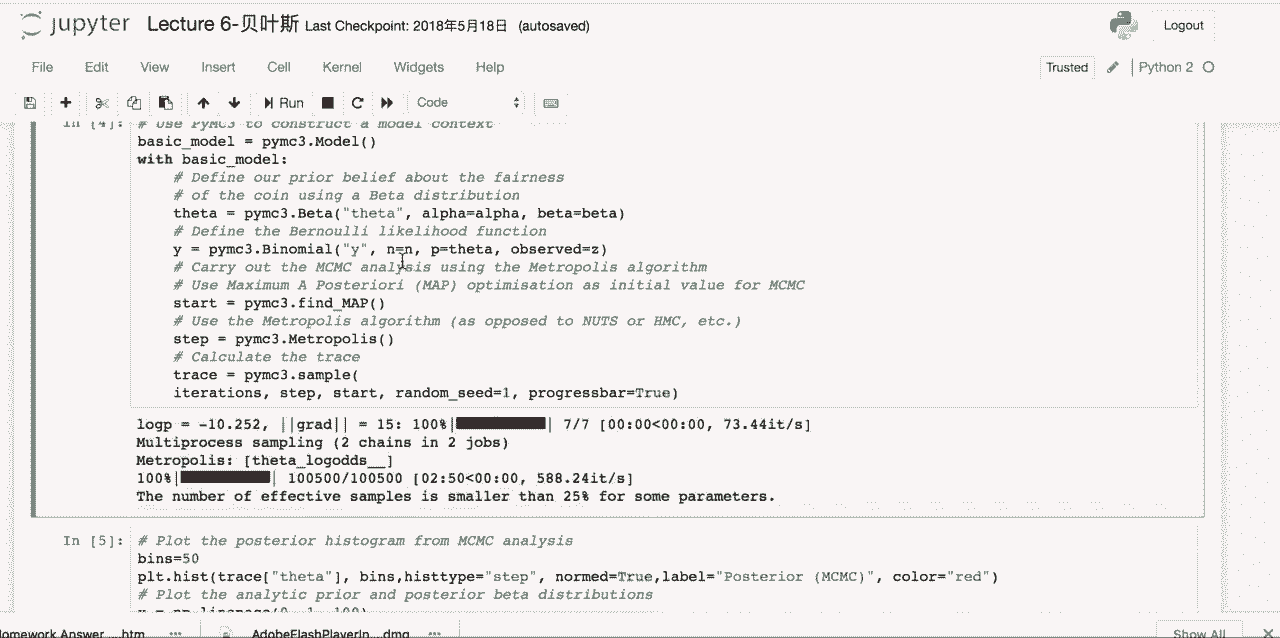 jupyter Lecture 6-贝叶斯 Last Checkpoint: 2018年5月18日 (autosaved)
Logout
File Edit View Insert Cell Kernel Widgets Help
Trusted Python 2
Run Code
In [4]: # Use PyMC3 to construct a model context
basic_model = pymc3.Model()
with basic_model:
# Define our prior belief about the fairness
# of the coin using a Beta distribution
theta = pymc3.Beta("theta", alpha=alpha, beta=beta)
# Define the Bernoulli likelihood function
y = pymc3.Binomial("y", n=n, p=theta, observed=z)
# Carry out the MCMC analysis using the Metropolis algorithm
# Use Maximum A Posteriori (MAP) optimisation as initial value for MCMC
start = pymc3.find_MAP()
# Use the Metropolis algorithm (as opposed to NUTS or HMC, etc.)
step = pymc3.Metropolis()
# Calculate the trace
trace = pymc3.sample(
iterations, step, start, random_seed=1, progressbar=True)
logp = -10.252, ||grad|| = 15: 100%|██████████| 7/7 [00:00<00:00, 73.44it/s]
Multiprocess sampling (2 chains in 2 jobs)
Metropolis: [theta_logodds__]
100%|██████████| 100500/100500 [02:50<00:00, 588.24it/s]
The number of effective samples is smaller than 25% for some parameters.
In [5]: # Plot the posterior histogram from MCMC analysis
bins=50
plt.hist(trace["theta"], bins,histtype="step", normed=True,label="Posterior (MCMC)", color="red")
# Plot the analytic prior and posterior beta distributions
x = np.linspace(0, 1, 100)
omework Answer ....htm ••• AdobeFlashPlayerIn....dmg ••• Show All